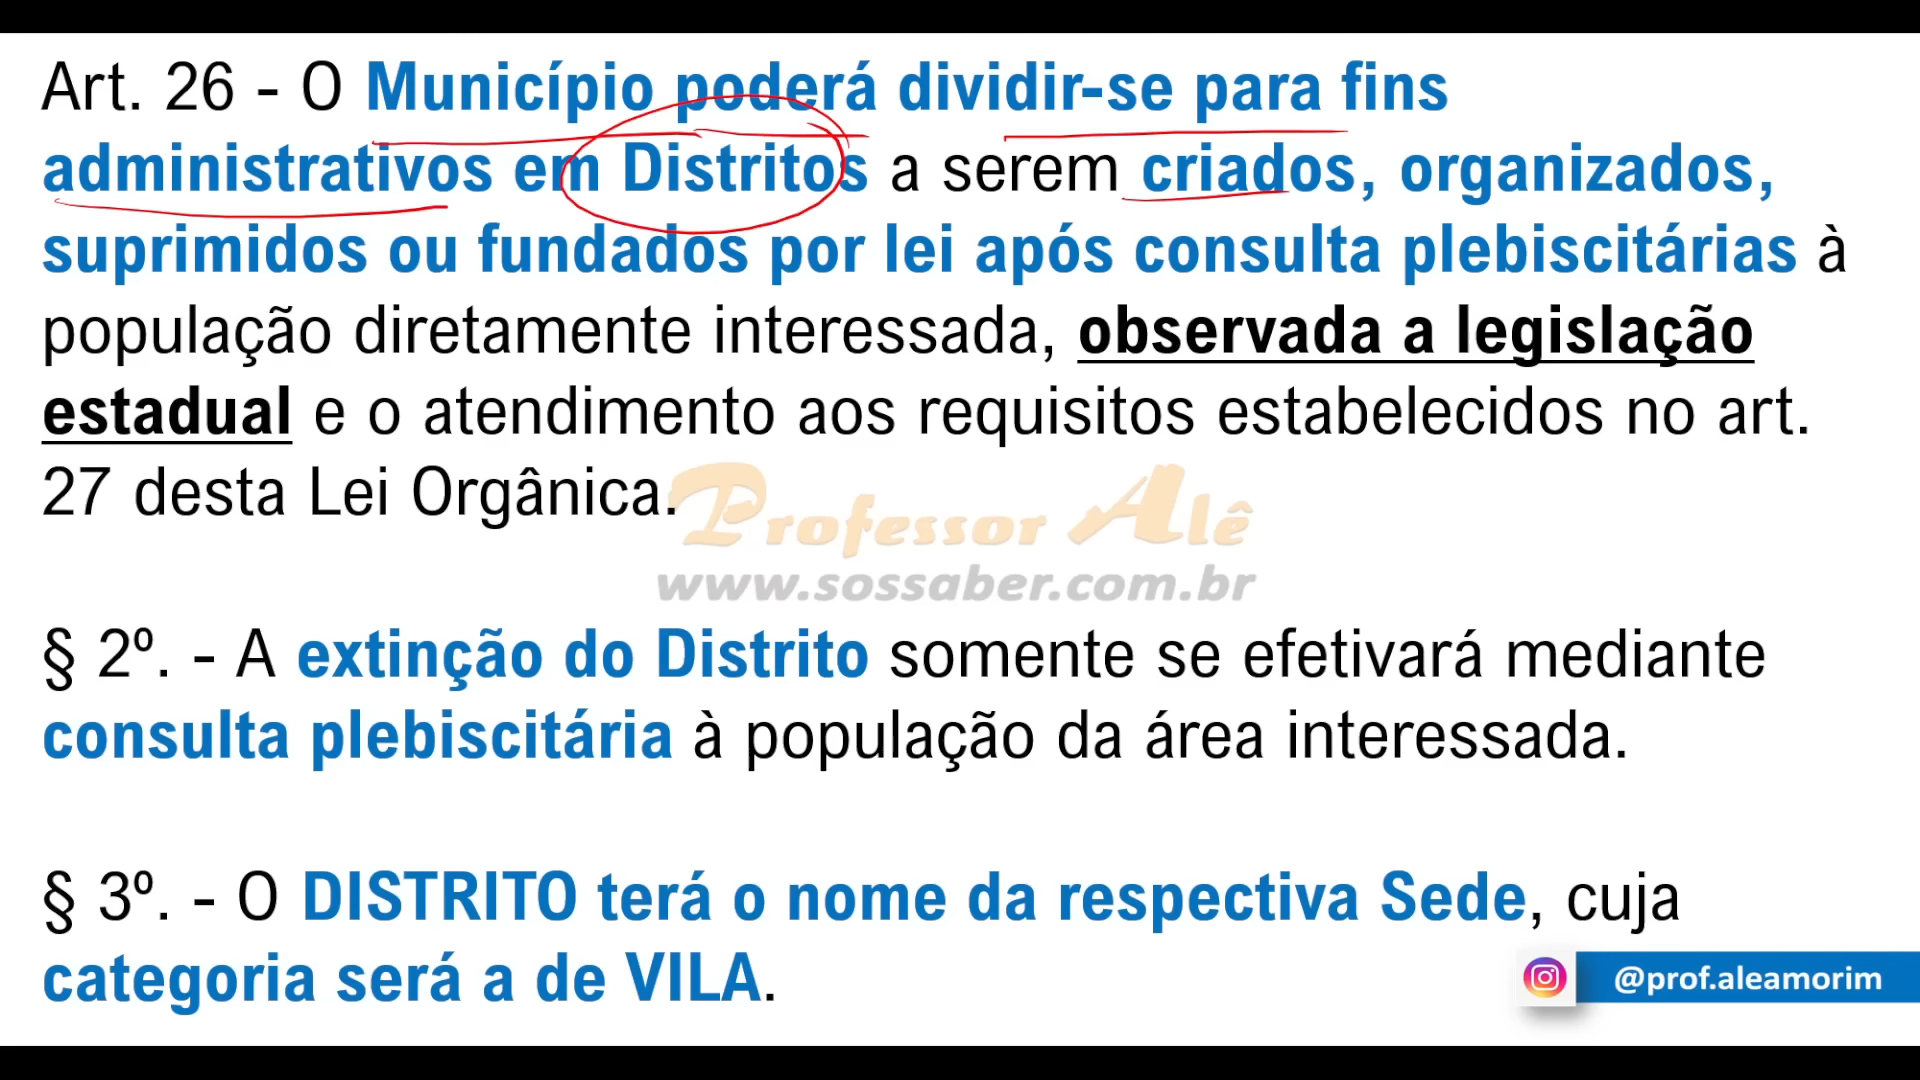 Art. 26 - O Município poderá dividir-se para fins
administrativos em Distritos a serem criados, organizados,
suprimidos ou fundados por lei após consulta plebiscitárias à
população diretamente interessada, observada a legislação
estadual e o atendimento aos requisitos estabelecidos no art.
27 desta Lei Orgânica.
Professor Alê
www.sossaber.com.br
§ 2º. - A extinção do Distrito somente se efetivará mediante
consulta plebiscitária à população da área interessada.
§ 3º. - O DISTRITO terá o nome da respectiva Sede, cuja
categoria será a de VILA.
@prof.aleamorim